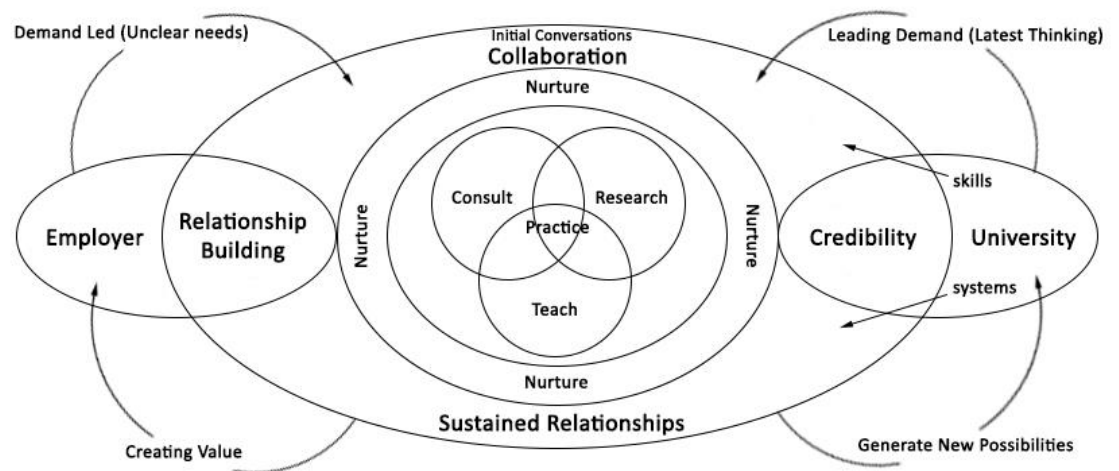 Demand Led (Unclear needs)
Initial Conversations
Collaboration
Leading Demand (Latest Thinking)
Nurture
Consult
Research
Practice
Teach
Nurture
Nurture
Nurture
Employer
Relationship
Building
Credibility
University
skills
systems
Sustained Relationships
Creating Value
Generate New Possibilities